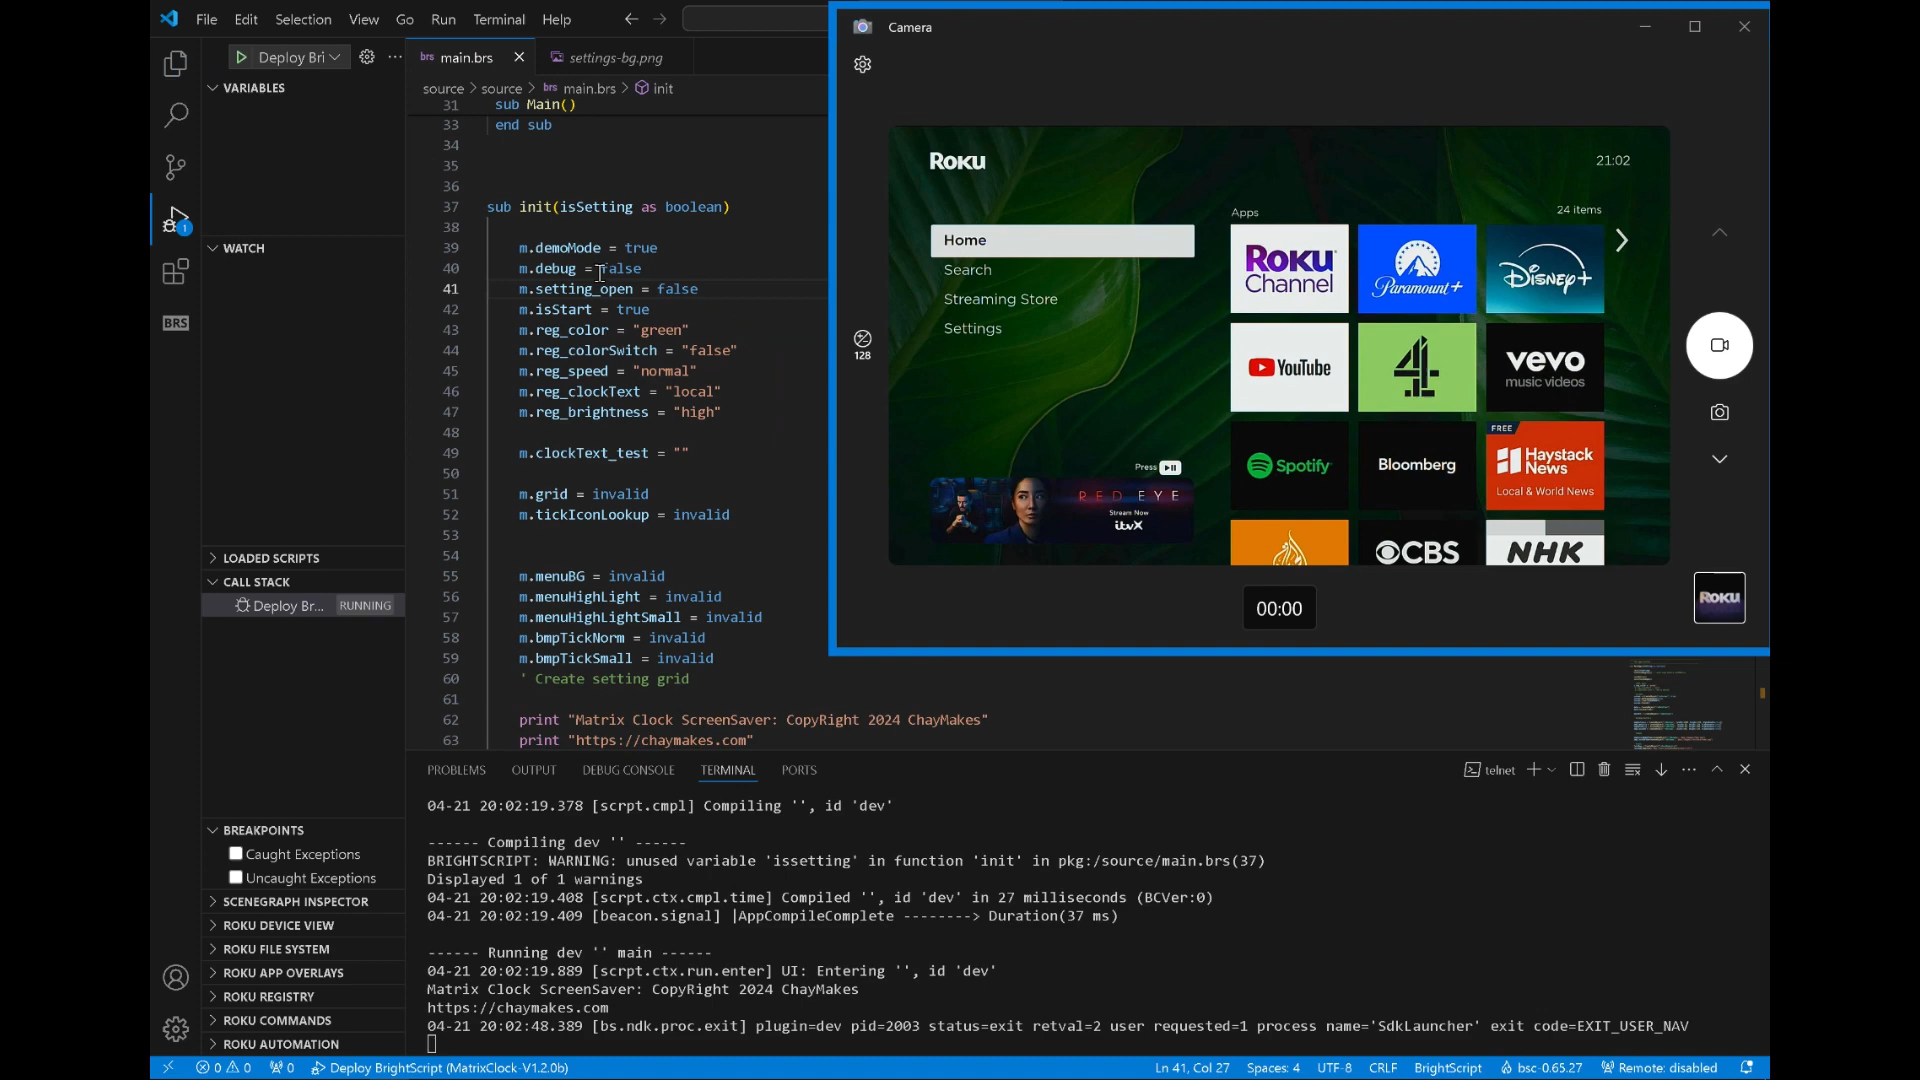 File Edit Selection View Go Run Terminal Help
Deploy Bri
main.brs
settings-bg.png
source > source > brs main.brs > init
VARIABLES
WATCH
LOADED SCRIPTS
CALL STACK
Deploy Br... RUNNING
BREAKPOINTS
Caught Exceptions
Uncaught Exceptions
SCENEGRAPH INSPECTOR
ROKU DEVICE VIEW
ROKU FILE SYSTEM
ROKU APP OVERLAYS
ROKU REGISTRY
ROKU COMMANDS
ROKU AUTOMATION
BRS
1
31 sub Main()
33 end sub
34
35
36
37 sub init(isSetting as boolean)
38
39 m.demoMode = true
40 m.debug = false
41 m.setting_open = false
42 m.isStart = true
43 m.reg_color = "green"
44 m.reg_colorSwitch = "false"
45 m.reg_speed = "normal"
46 m.reg_clockText = "local"
47 m.reg_brightness = "high"
48
49 m.clockText_test = ""
50
51 m.grid = invalid
52 m.tickIconLookup = invalid
53
54
55 m.menuBG = invalid
56 m.menuHighLight = invalid
57 m.menuHighLightSmall = invalid
58 m.bmpTickNorm = invalid
59 m.bmpTickSmall = invalid
60 ' Create setting grid
61
62 print "Matrix Clock ScreenSaver: CopyRight 2024 ChayMakes"
63 print "https://chaymakes.com"
Camera
128
Roku
21:02
Home
Search
Streaming Store
Settings
Apps
24 items
Roku Channel
Paramount+
Disney+
YouTube
4
vevo
music videos
Spotify
Bloomberg
FREE
Haystack News
Local & World News
CBS
NHK
Press
RED EYE
Stream Now
itvX
00:00
Roku
PROBLEMS OUTPUT DEBUG CONSOLE TERMINAL PORTS
telnet
04-21 20:02:19.378 [scrpt.cmpl] Compiling '', id 'dev'
------ Compiling dev '' ------
BRIGHTSCRIPT: WARNING: unused variable 'issetting' in function 'init' in pkg:/source/main.brs(37)
Displayed 1 of 1 warnings
04-21 20:02:19.408 [scrpt.ctx.cmpl.time] Compiled '', id 'dev' in 27 milliseconds (BCVer:0)
04-21 20:02:19.409 [beacon.signal] |AppCompileComplete --------> Duration(37 ms)
------ Running dev '' main ------
04-21 20:02:19.889 [scrpt.ctx.run.enter] UI: Entering '', id 'dev'
Matrix Clock ScreenSaver: CopyRight 2024 ChayMakes
https://chaymakes.com
04-21 20:02:48.389 [bs.ndk.proc.exit] plugin=dev pid=2003 status=exit retval=2 user requested=1 process name='SdkLauncher' exit code=EXIT_USER_NAV
0 0 0 Deploy BrightScript (MatrixClock-V1.2.0b)
Ln 41, Col 27 Spaces: 4 UTF-8 CRLF BrightScript bsc-0.65.27 Remote: disabled